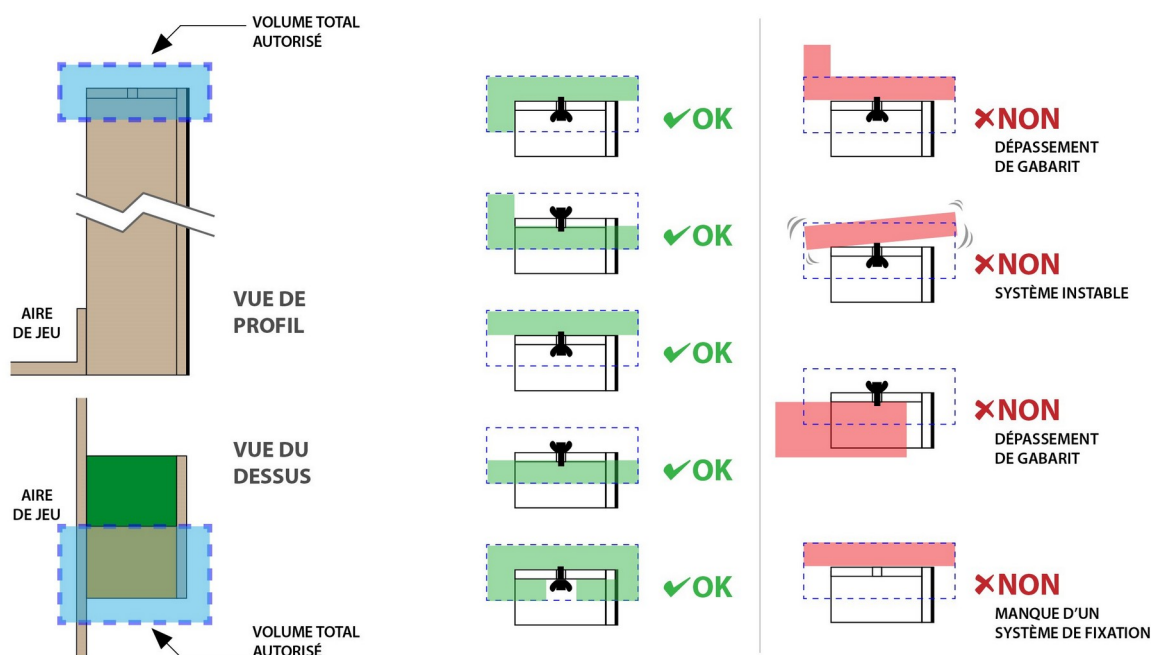 VOLUME TOTAL
AUTORISÉ
AIRE
DE JEU
VUE DE
PROFIL
VUE DU
DESSUS
AIRE
DE JEU
VOLUME TOTAL
AUTORISÉ
OK
OK
OK
OK
OK
NON
DÉPASSEMENT
DE GABARIT
NON
SYSTÈME INSTABLE
NON
DÉPASSEMENT
DE GABARIT
NON
MANQUE D'UN
SYSTÈME DE FIXATION